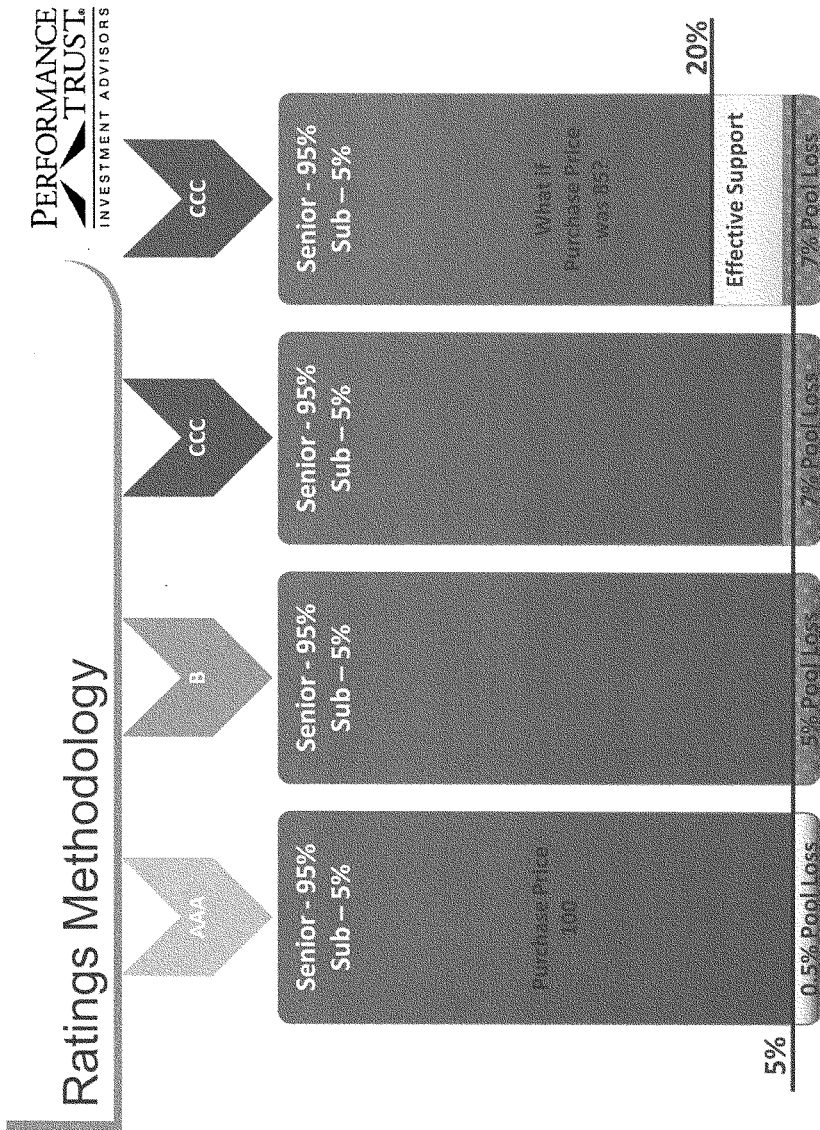 Ratings Methodology
PERFORMANCE
TRUST®
INVESTMENT ADVISORS
AAA
B
CCC
CCC
Senior - 95%
Sub – 5%
Senior - 95%
Sub – 5%
Senior - 95%
Sub – 5%
Senior - 95%
Sub – 5%
Purchase Price
100
What if
Purchase Price
was 85?
20%
Effective Support
5%
0.5% Pool Loss
5% Pool Loss
7% Pool Loss
7% Pool Loss